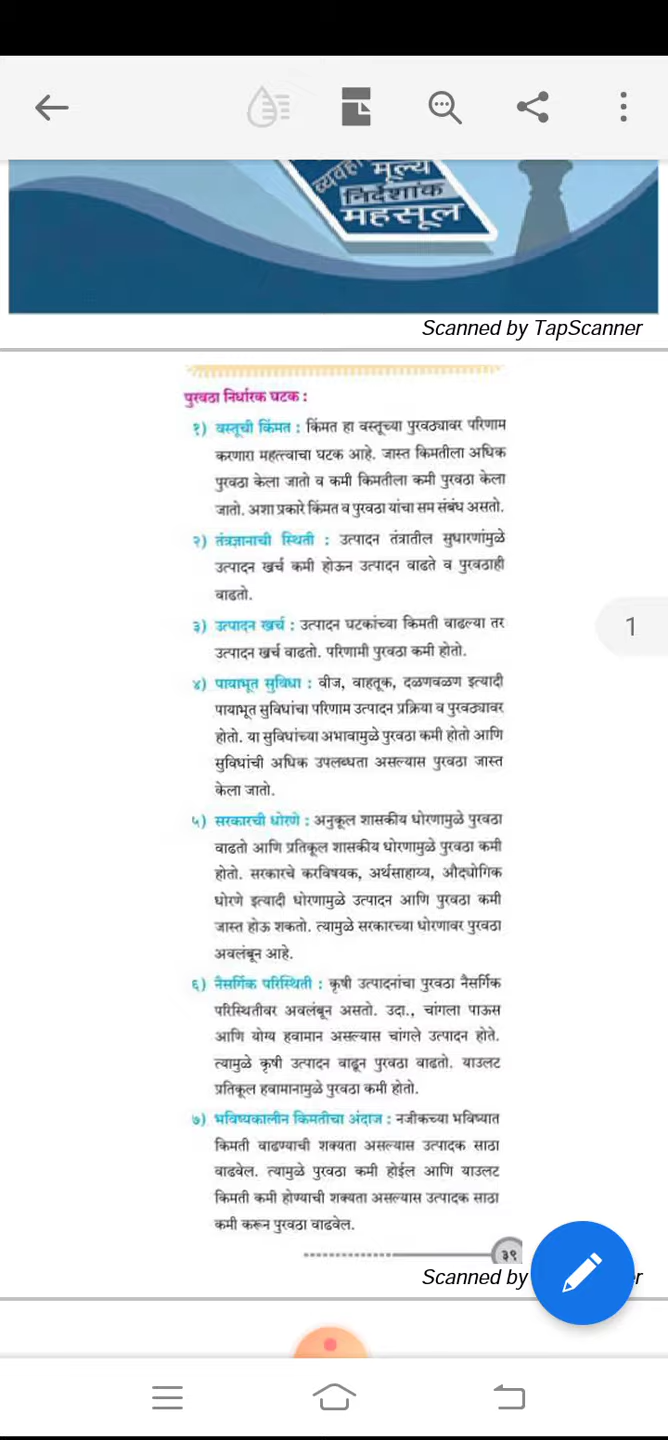 व्यवहा
मूल्य
निर्देशांक
महसूल
Scanned by TapScanner
पुरवठा निर्धारक घटक :
१) वस्तूची किंमत : किंमत हा वस्तूच्या पुरवठ्यावर परिणाम
करणारा महत्त्वाचा घटक आहे. जास्त किमतीला अधिक
पुरवठा केला जातो व कमी किमतीला कमी पुरवठा केला
जातो. अशा प्रकारे किंमत व पुरवठा यांचा सम संबंध असतो.
२) तंत्रज्ञानाची स्थिती : उत्पादन तंत्रातील सुधारणांमुळे
उत्पादन खर्च कमी होऊन उत्पादन वाढते व पुरवठाही
वाढतो.
३) उत्पादन खर्च : उत्पादन घटकांच्या किमती वाढल्या तर
उत्पादन खर्च वाढतो. परिणामी पुरवठा कमी होतो.
४) पायाभूत सुविधा : वीज, वाहतूक, दळणवळण इत्यादी
पायाभूत सुविधांचा परिणाम उत्पादन प्रक्रिया व पुरवठ्यावर
होतो. या सुविधांच्या अभावामुळे पुरवठा कमी होतो आणि
सुविधांची अधिक उपलब्धता असल्यास पुरवठा जास्त
केला जातो.
५) सरकारची धोरणे : अनुकूल शासकीय धोरणामुळे पुरवठा
वाढतो आणि प्रतिकूल शासकीय धोरणामुळे पुरवठा कमी
होतो. सरकारचे करविषयक, अर्थसाहाय्य, औद्योगिक
धोरणे इत्यादी धोरणामुळे उत्पादन आणि पुरवठा कमी
जास्त होऊ शकतो. त्यामुळे सरकारच्या धोरणावर पुरवठा
अवलंबून आहे.
६) नैसर्गिक परिस्थिती : कृषी उत्पादनांचा पुरवठा नैसर्गिक
परिस्थितीवर अवलंबून असतो. उदा., चांगला पाऊस
आणि योग्य हवामान असल्यास चांगले उत्पादन होते.
त्यामुळे कृषी उत्पादन वाढून पुरवठा वाढतो. याउलट
प्रतिकूल हवामानामुळे पुरवठा कमी होतो.
७) भविष्यकालीन किमतीचा अंदाज : नजीकच्या भविष्यात
किमती वाढण्याची शक्यता असल्यास उत्पादक साठा
वाढवेल. त्यामुळे पुरवठा कमी होईल आणि याउलट
किमती कमी होण्याची शक्यता असल्यास उत्पादक साठा
कमी करून पुरवठा वाढवेल.
1
३९
Scanned by